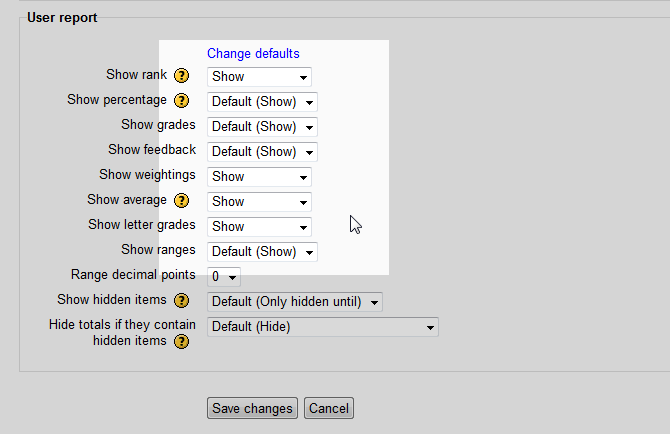 User report
Change defaults
Show rank ? Show
Show percentage ? Default (Show)
Show grades Default (Show)
Show feedback Default (Show)
Show weightings Show
Show average ? Show
Show letter grades Show
Show ranges Default (Show)
Range decimal points 0
Show hidden items ? Default (Only hidden until)
Hide totals if they contain Default (Hide)
hidden items ?
Save changes Cancel